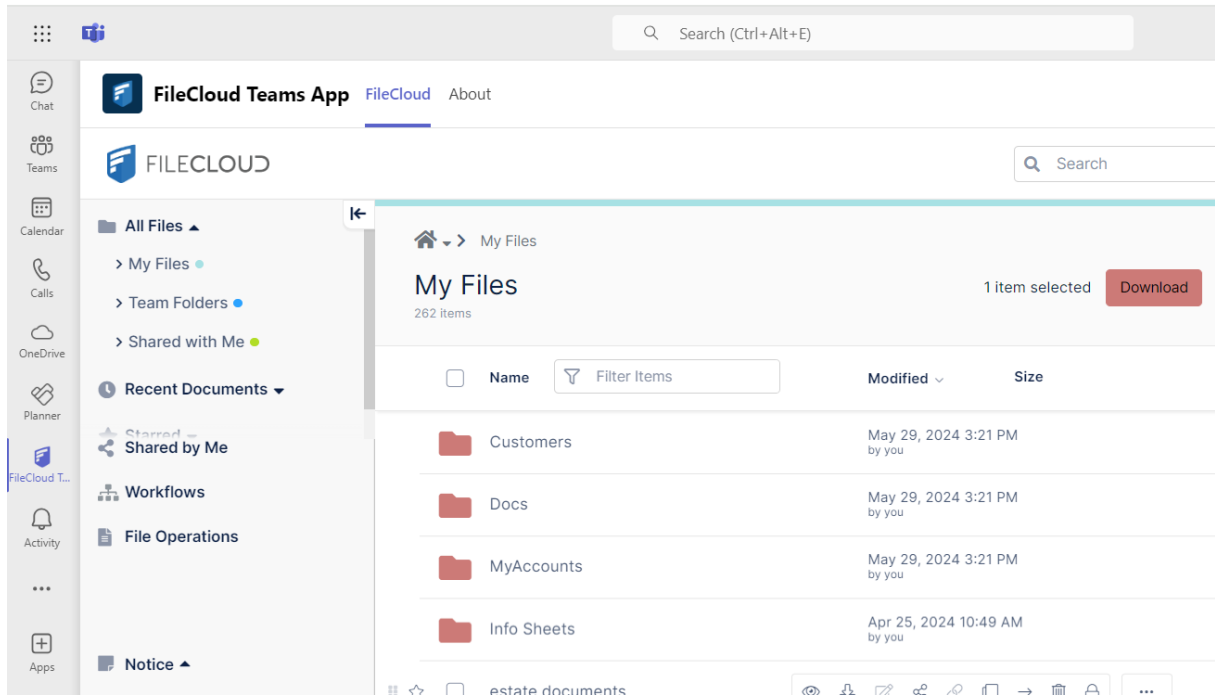 Search (Ctrl+Alt+E)
Chat
Teams
Calendar
Calls
OneDrive
Planner
FileCloud T...
Activity
Apps
FileCloud Teams App FileCloud About
FILECLOUD
Search
All Files
My Files
Team Folders
Shared with Me
Recent Documents
Starred
Shared by Me
Workflows
File Operations
Notice
My Files
My Files
262 items
1 item selected Download
Name Filter Items Modified Size
Customers May 29, 2024 3:21 PM
by you
Docs May 29, 2024 3:21 PM
by you
MyAccounts May 29, 2024 3:21 PM
by you
Info Sheets Apr 25, 2024 10:49 AM
by you
estate documents